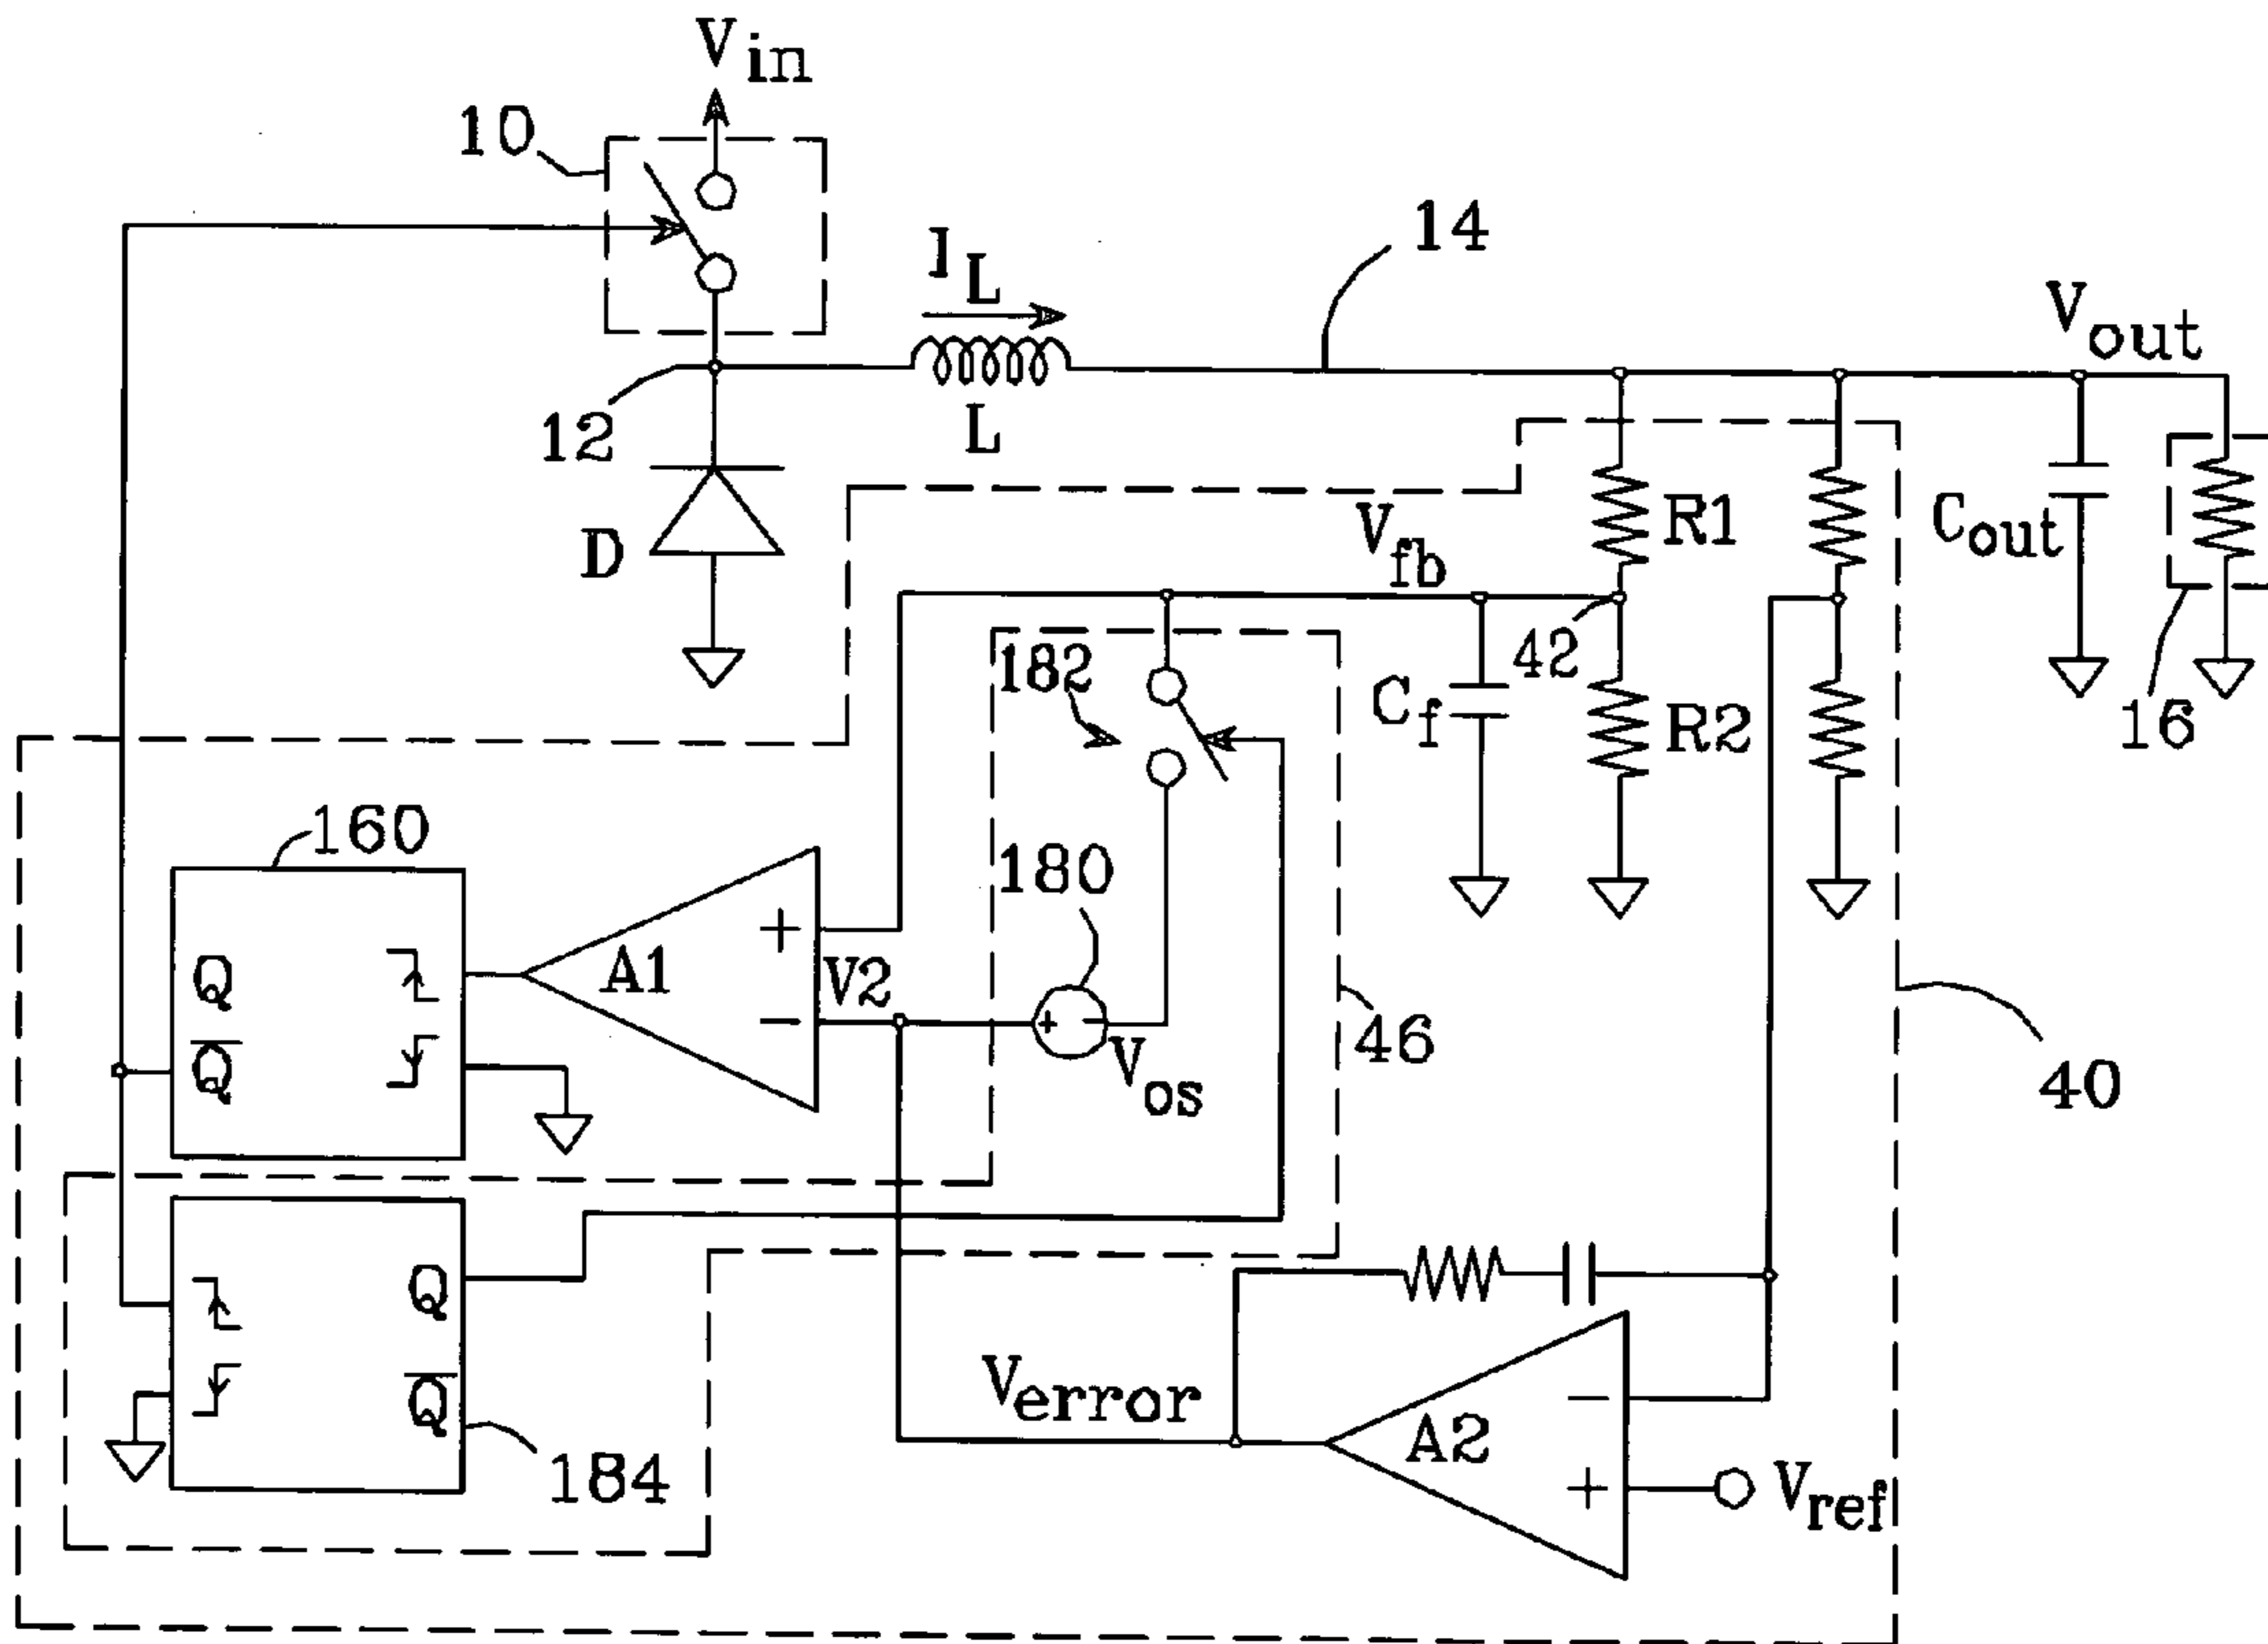 Vin
10
IL
14
Vout
12
L
D
Vfb
R1
Cout
182
42
Cf
R2
16
160
180
Q
A1
+
V2
−
+
−
46
Q̅
Vos
40
Q
Verror
−
A2
Q̅
184
+
Vref